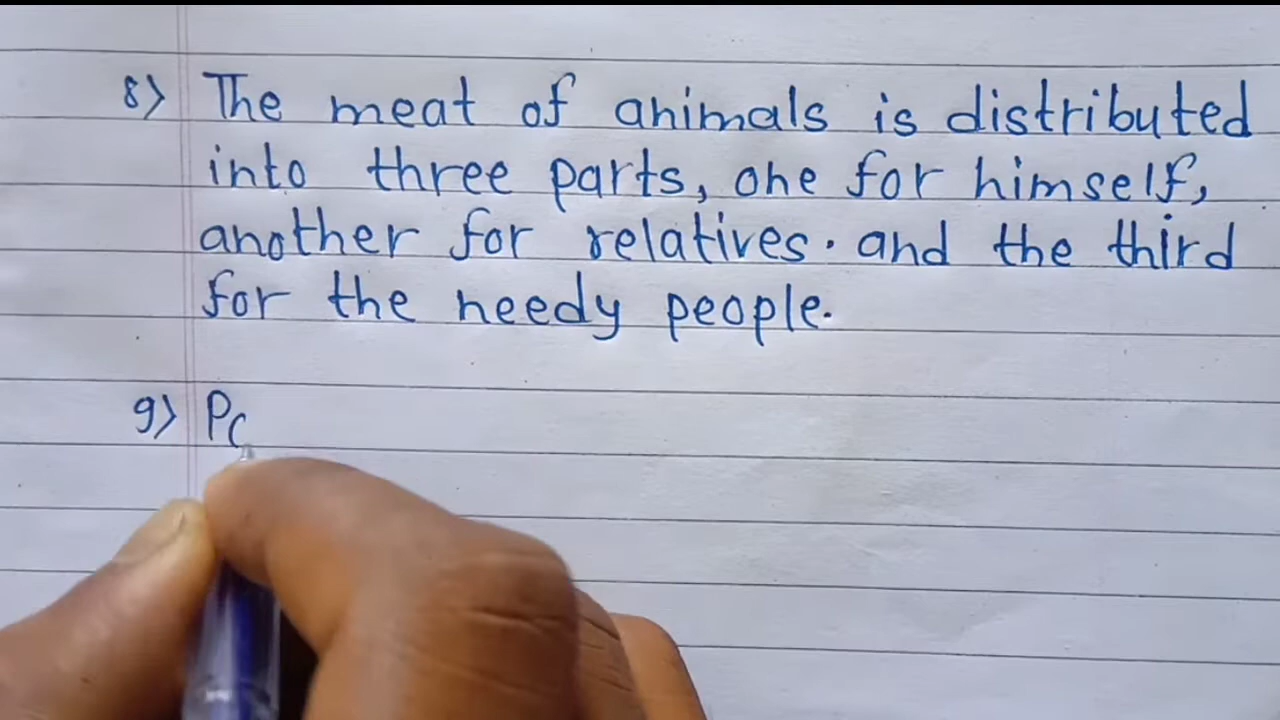 8) The meat of animals is distributed
into three parts, one for himself,
another for relatives. and the third
for the needy people.
9) P